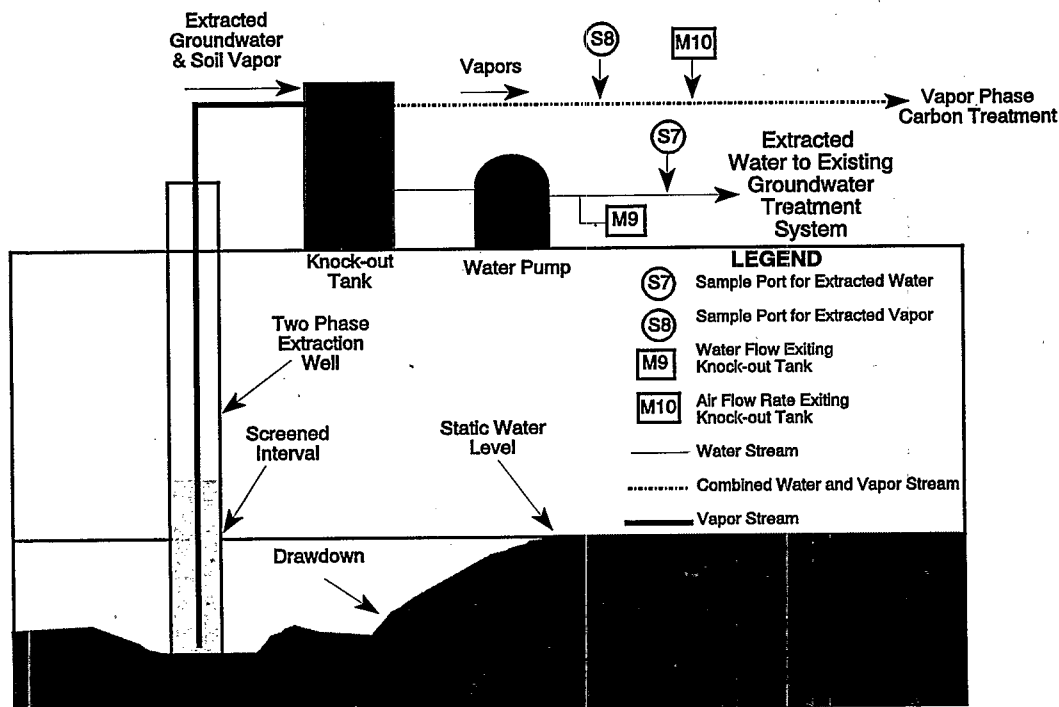 Extracted
Groundwater
& Soil Vapor
Vapors
S8
M10
Vapor Phase
Carbon Treatment
S7
Extracted
Water to Existing
Groundwater
Treatment
System
M9
Knock-out
Tank
Water Pump
LEGEND
S7 Sample Port for Extracted Water
S8 Sample Port for Extracted Vapor
M9 Water Flow Exiting
Knock-out Tank
M10 Air Flow Rate Exiting
Knock-out Tank
Water Stream
Combined Water and Vapor Stream
Vapor Stream
Two Phase
Extraction
Well
Screened
Interval
Static Water
Level
Drawdown